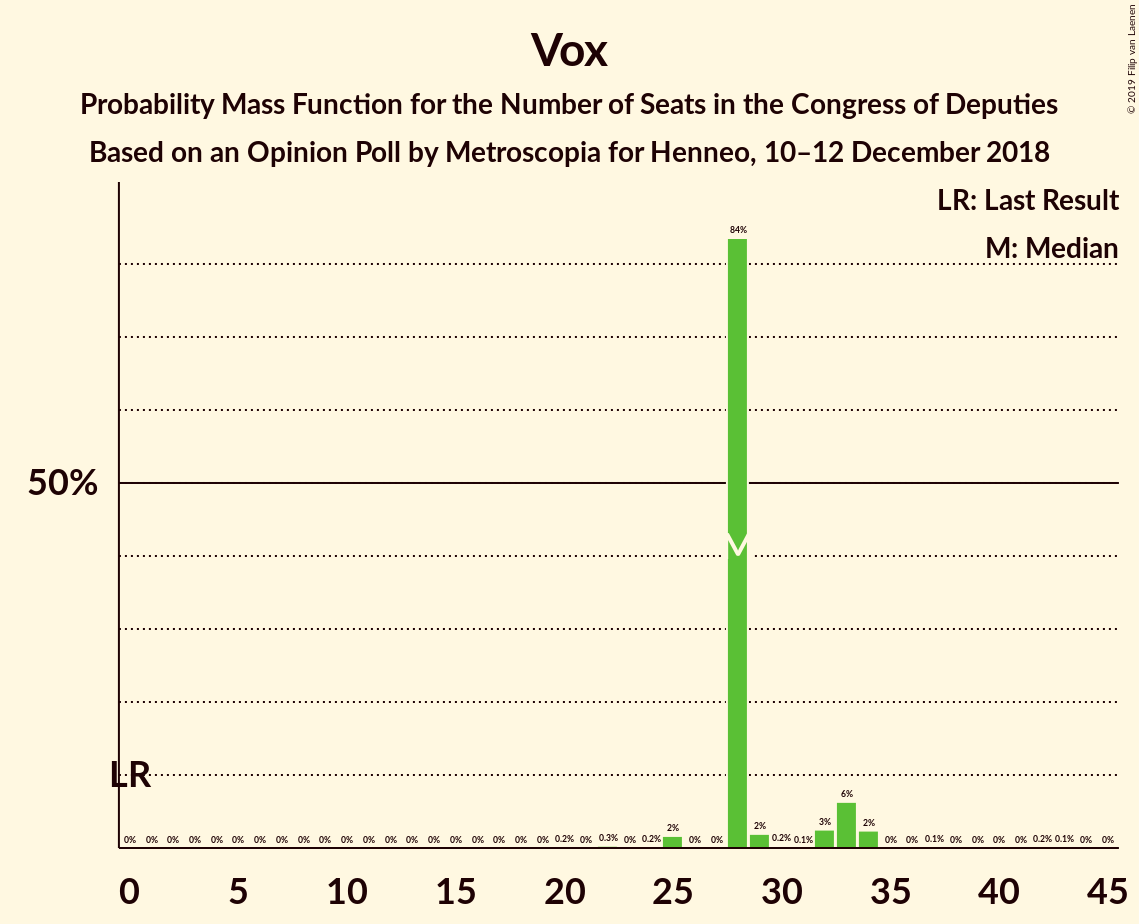 Vox
Probability Mass Function for the Number of Seats in the Congress of Deputies
Based on an Opinion Poll by Metroscopia for Henneo, 10–12 December 2018
© 2019 Filip van Laenen
LR: Last Result
M: Median
84%
50%
M
LR
0% 0% 0% 0% 0% 0% 0% 0% 0% 0% 0% 0% 0% 0% 0% 0% 0% 0% 0% 0% 0.2% 0% 0.3% 0% 0.2% 2% 0% 0% 2% 0.2% 0.1% 3% 6% 2% 0% 0% 0.1% 0% 0% 0% 0% 0% 0.2% 0.1% 0% 0%
0 5 10 15 20 25 30 35 40 45